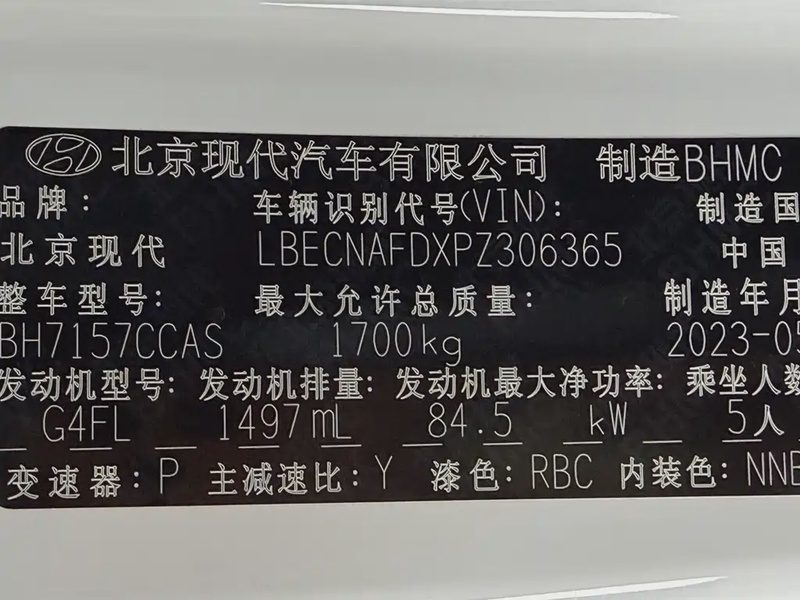 北京现代汽车有限公司 制造BHMC
品牌： 车辆识别代号(VIN)： 制造国
北京现代 LBECNAFDXPZ306365 中国
整车型号： 最大允许总质量： 制造年月
BH7157CCAS 1700kg 2023-05
发动机型号： 发动机排量： 发动机最大净功率： 乘坐人数
G4FL 1497mL 84.5 kW 5人
变速器：P 主减速比：Y 漆色：RBC 内装色：NNB